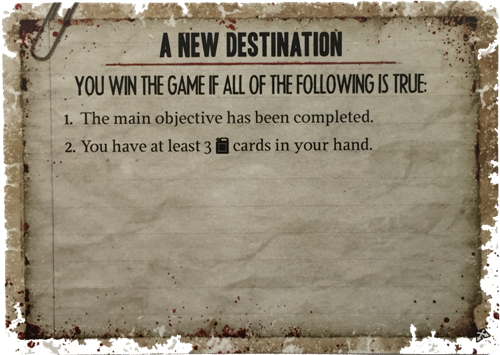 A NEW DESTINATION
YOU WIN THE GAME IF ALL OF THE FOLLOWING IS TRUE:
1. The main objective has been completed.
2. You have at least 3 cards in your hand.